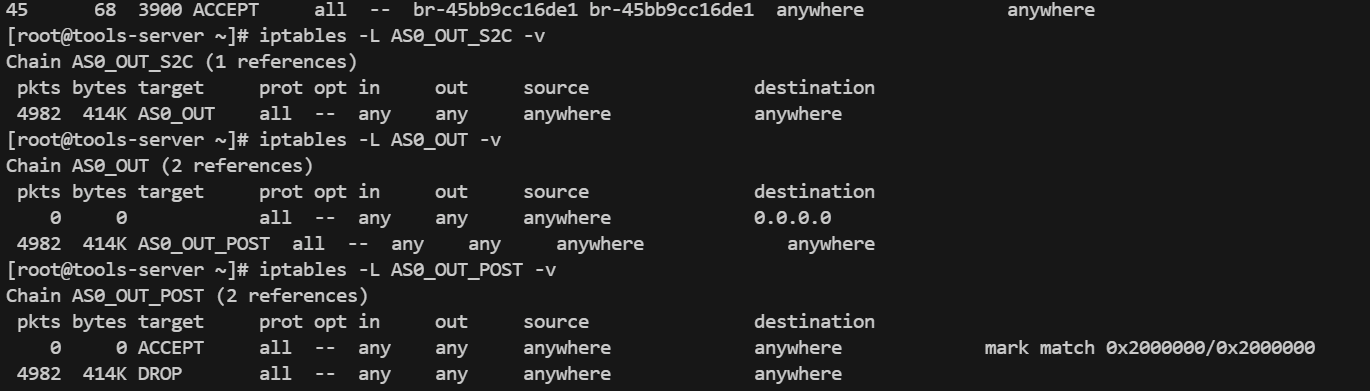 45      68  3900 ACCEPT     all  --  br-45bb9cc16de1 br-45bb9cc16de1  anywhere             anywhere
[root@tools-server ~]# iptables -L AS0_OUT_S2C -v
Chain AS0_OUT_S2C (1 references)
 pkts bytes target     prot opt in     out     source               destination
 4982  414K AS0_OUT    all  --  any    any     anywhere             anywhere
[root@tools-server ~]# iptables -L AS0_OUT -v
Chain AS0_OUT (2 references)
 pkts bytes target     prot opt in     out     source               destination
    0     0            all  --  any    any     anywhere             0.0.0.0
 4982  414K AS0_OUT_POST  all  --  any    any     anywhere             anywhere
[root@tools-server ~]# iptables -L AS0_OUT_POST -v
Chain AS0_OUT_POST (2 references)
 pkts bytes target     prot opt in     out     source               destination
    0     0 ACCEPT     all  --  any    any     anywhere             anywhere             mark match 0x2000000/0x2000000
 4982  414K DROP       all  --  any    any     anywhere             anywhere